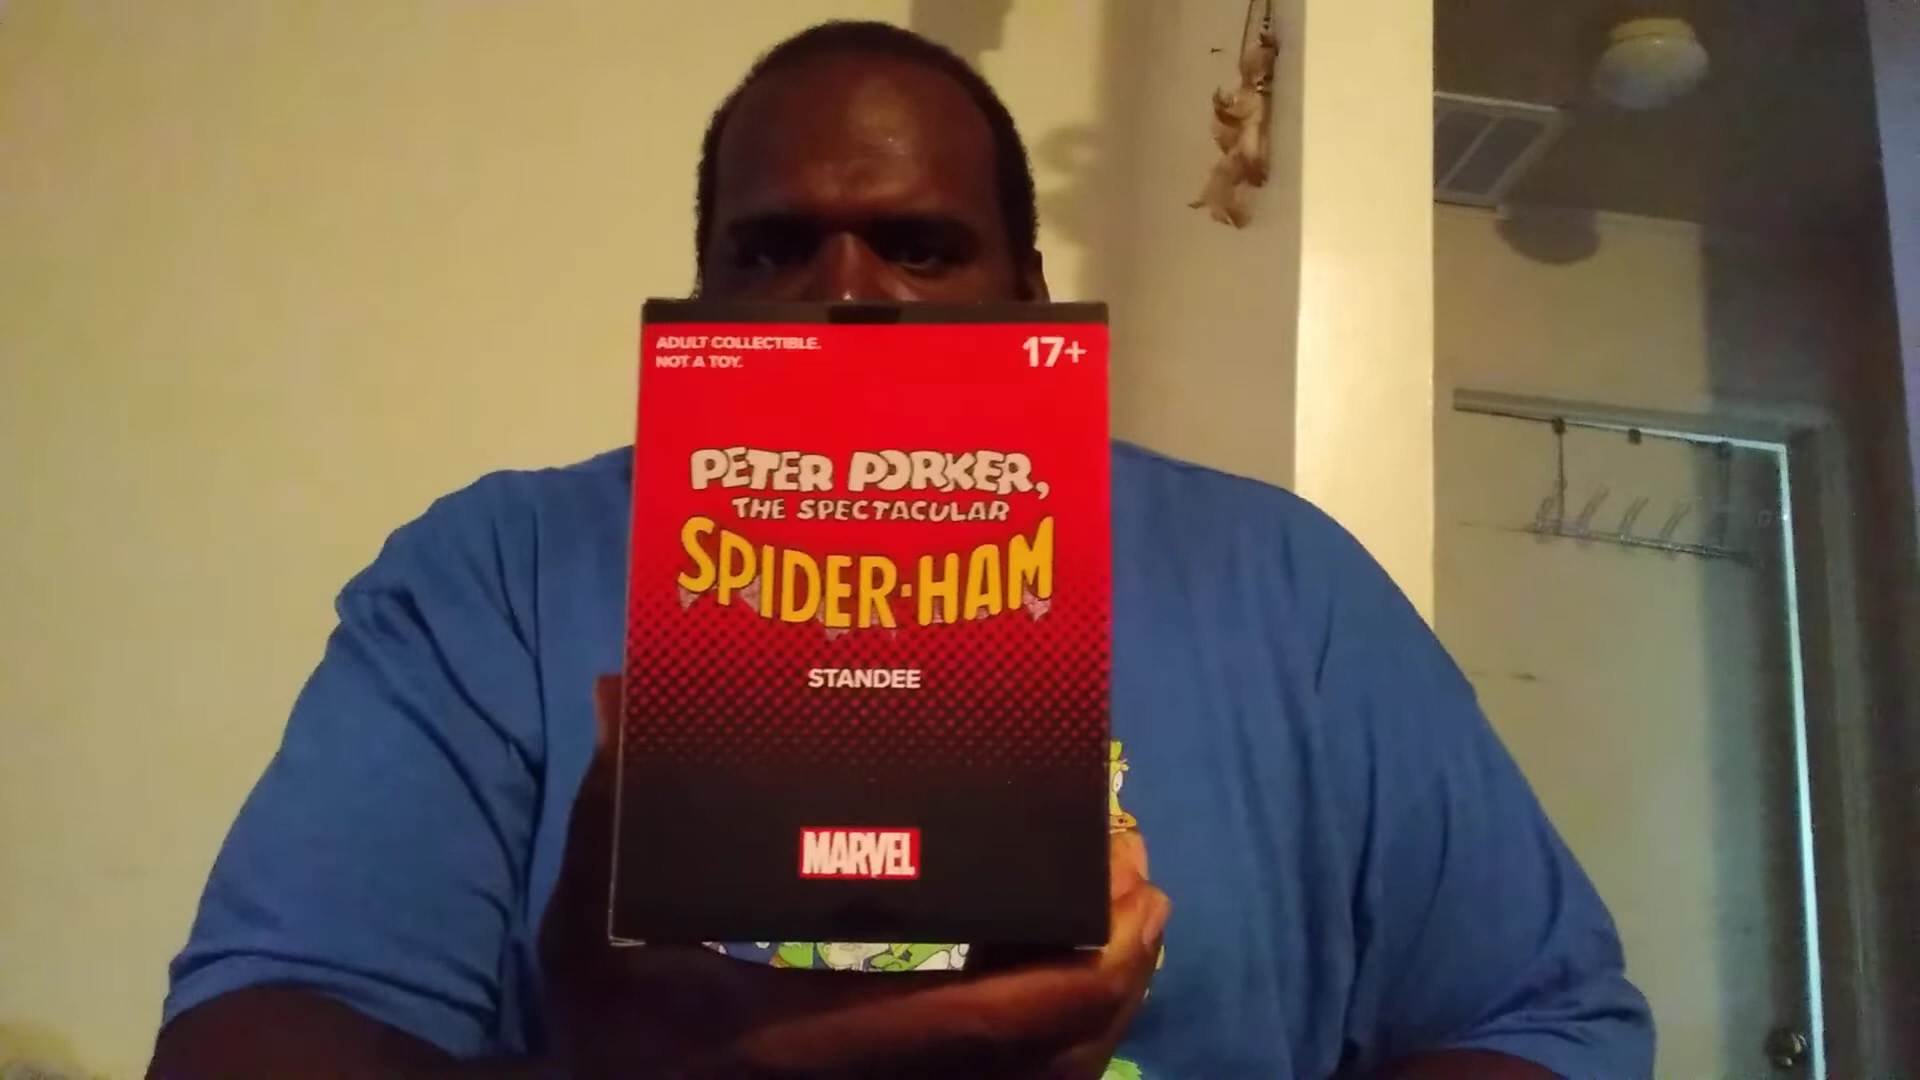 ADULT COLLECTIBLE.
NOT A TOY.
17+
PETER PORKER,
THE SPECTACULAR
SPIDER-HAM
STANDEE
MARVEL